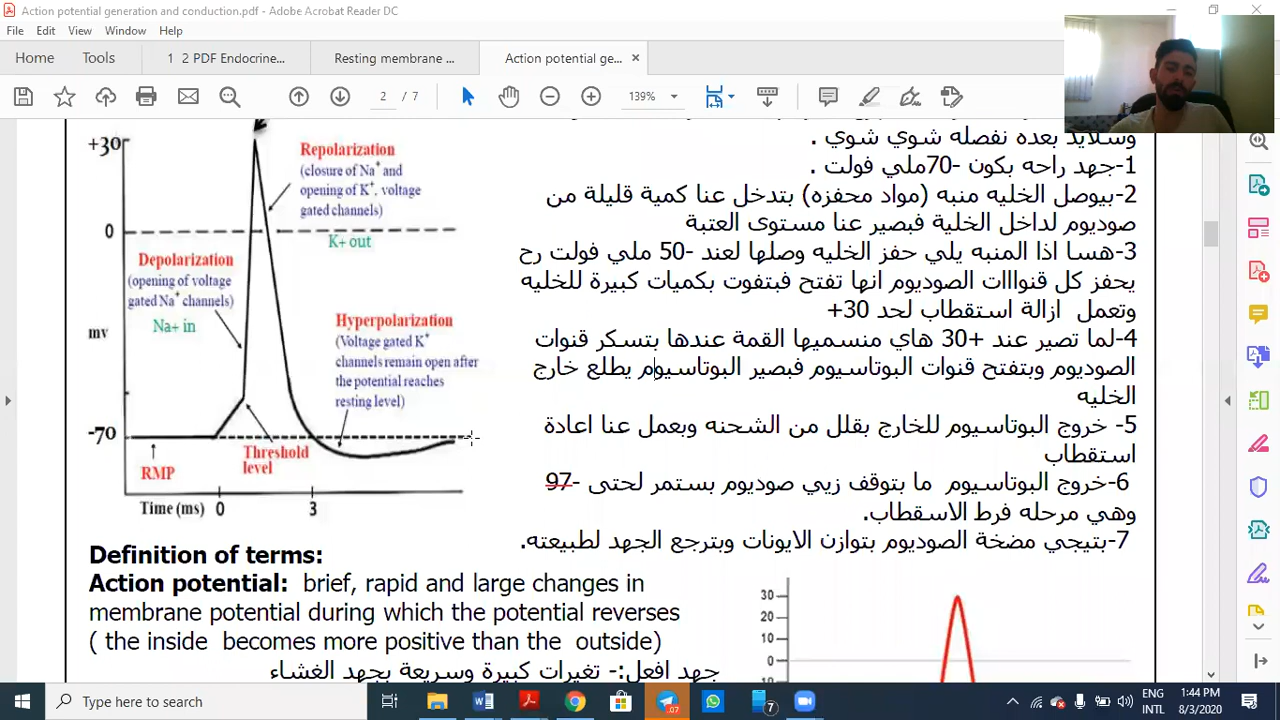 Action potential generation and conduction.pdf - Adobe Acrobat Reader DC
File Edit View Window Help
Home Tools 1 2 PDF Endocrine... Resting membrane ... Action potential ge... ×
2 / 7 139%
وسلايد بعده نفصله شوي شوي .
1-جهد راحه بكون -70ملي فولت .
2-بيوصل الخليه منبه (مواد محفزه) بتدخل عنا كمية قليلة من
صوديوم لداخل الخلية فبصير عنا مستوى العتبة
3-هسا اذا المنبه يلي حفز الخليه وصلها لعند -50 ملي فولت رح
يحفز كل قنوااات الصوديوم انها تفتح فبتفوت بكميات كبيرة للخليه
وتعمل ازالة استقطاب لحد 30+
4-لما تصير عند +30 هاي منسميها القمة عندها بتسكر قنوات
الصوديوم وبتفتح قنوات البوتاسيوم فبصير البوتاسيوم يطلع خارج
الخليه
5- خروج البوتاسيوم للخارج بقلل من الشحنه وبعمل عنا اعادة
استقطاب
6-خروج البوتاسيوم ما بتوقف زيي صوديوم بستمر لحتى -97
وهي مرحله فرط الاسقطاب.
7-بتيجي مضخة الصوديوم بتوازن الايونات وبترجع الجهد لطبيعته.
+30
0
mv
-70
Repolarization
(closure of Na+ and
opening of K+. voltage
gated channels)
K+ out
Depolarization
(opening of voltage
gated Na+ channels)
Na+ in
Hyperpolarization
(Voltage gated K+
channels remain open after
the potential reaches
resting level)
Threshold
level
RMP
Time (ms) 0 3
Definition of terms:
Action potential: brief, rapid and large changes in
membrane potential during which the potential reverses
( the inside becomes more positive than the outside)
جهد افعل:- تغيرات كبيرة وسريعة بجهد الغشاء
30
20
10
0
Type here to search
07
7
ENG
INTL
1:44 PM
8/3/2020